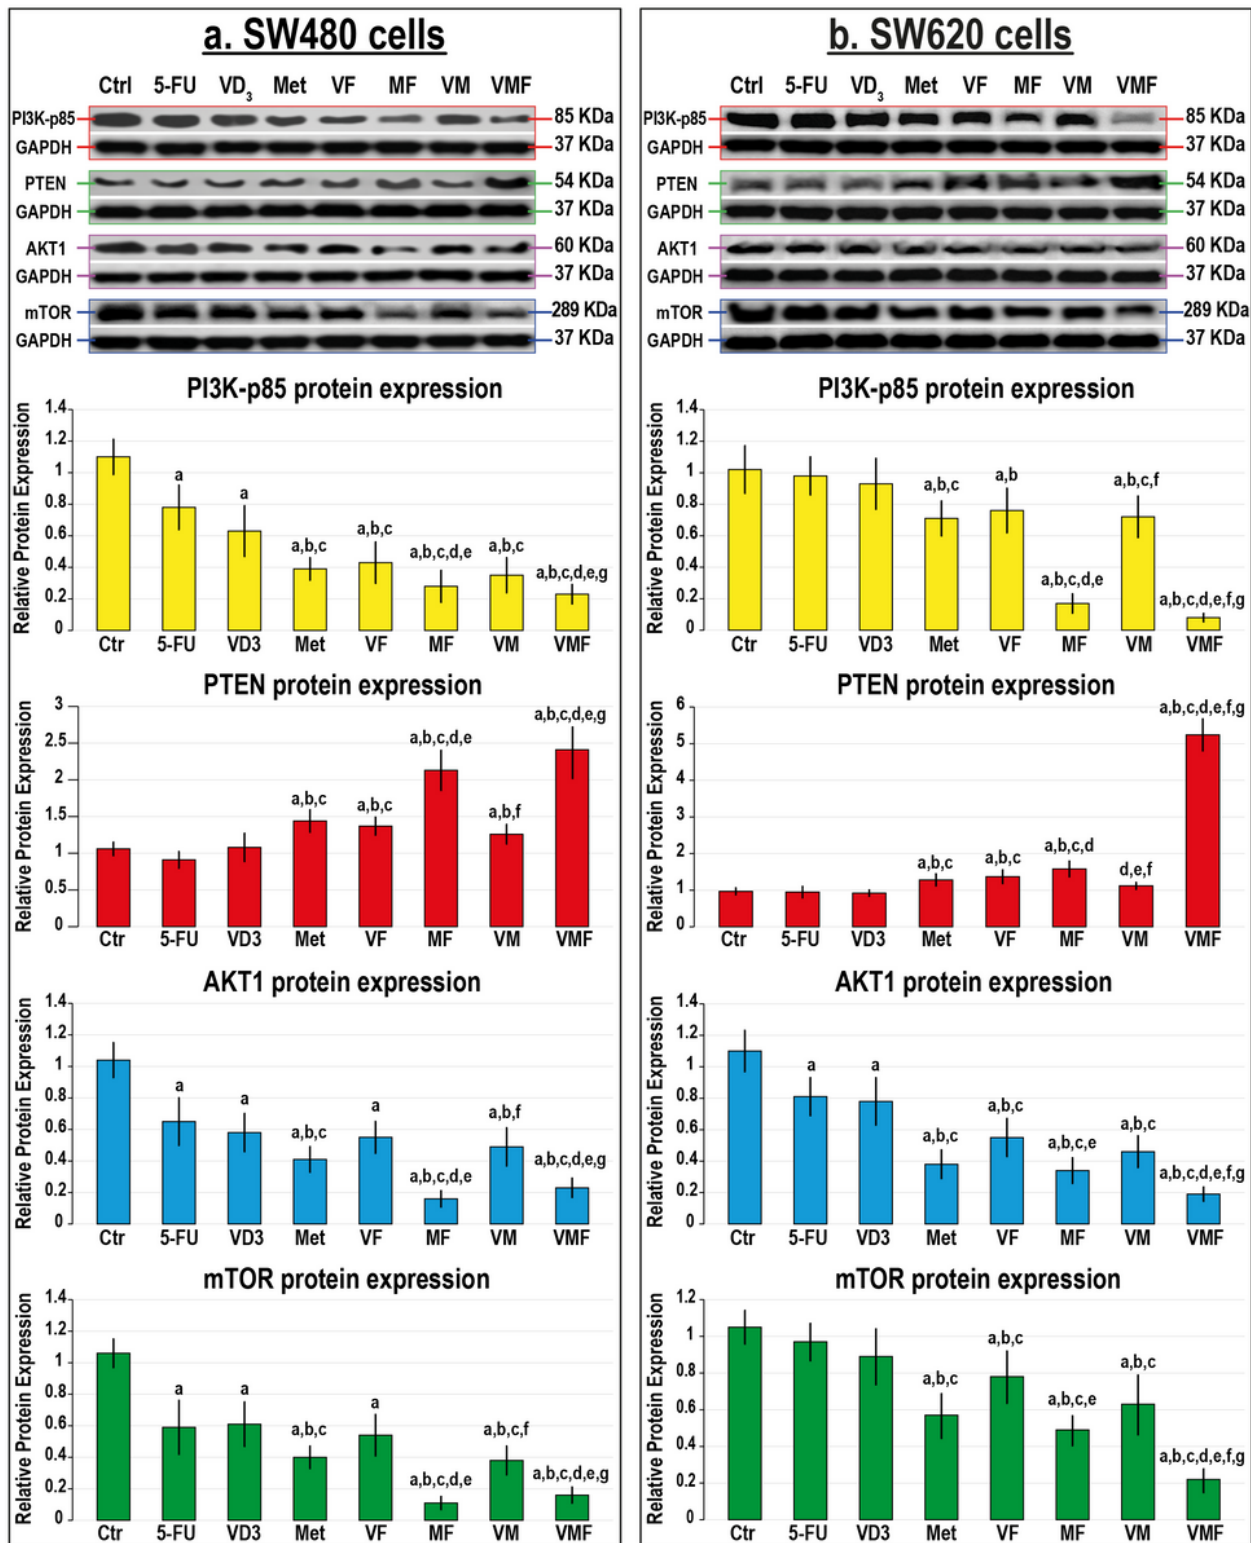 a. SW480 cells
Ctrl 5-FU VD3 Met VF MF VM VMF
PI3K-p85 85 KDa
GAPDH 37 KDa
PTEN 54 KDa
GAPDH 37 KDa
AKT1 60 KDa
GAPDH 37 KDa
mTOR 289 KDa
GAPDH 37 KDa
PI3K-p85 protein expression
Relative Protein Expression
1.4
1.2
1
0.8
0.6
0.4
0.2
0
a
a
a,b,c
a,b,c
a,b,c,d,e
a,b,c
a,b,c,d,e,g
Ctr 5-FU VD3 Met VF MF VM VMF
PTEN protein expression
Relative Protein Expression
3
2.5
2
1.5
1
0.5
0
a,b,c
a,b,c
a,b,c,d,e
a,b,f
a,b,c,d,e,g
Ctr 5-FU VD3 Met VF MF VM VMF
AKT1 protein expression
Relative Protein Expression
1.4
1.2
1
0.8
0.6
0.4
0.2
0
a
a
a,b,c
a
a,b,c,d,e
a,b,f
a,b,c,d,e,g
Ctr 5-FU VD3 Met VF MF VM VMF
mTOR protein expression
Relative Protein Expression
1.4
1.2
1
0.8
0.6
0.4
0.2
0
a
a
a,b,c
a
a,b,c,d,e
a,b,c,f
a,b,c,d,e,g
Ctr 5-FU VD3 Met VF MF VM VMF
b. SW620 cells
Ctrl 5-FU VD3 Met VF MF VM VMF
PI3K-p85 85 KDa
GAPDH 37 KDa
PTEN 54 KDa
GAPDH 37 KDa
AKT1 60 KDa
GAPDH 37 KDa
mTOR 289 KDa
GAPDH 37 KDa
PI3K-p85 protein expression
Relative Protein Expression
1.4
1.2
1
0.8
0.6
0.4
0.2
0
a,b,c
a,b
a,b,c,d,e
a,b,c,f
a,b,c,d,e,f,g
Ctr 5-FU VD3 Met VF MF VM VMF
PTEN protein expression
Relative Protein Expression
6
5
4
3
2
1
0
a,b,c
a,b,c
a,b,c,d
d,e,f
a,b,c,d,e,f,g
Ctr 5-FU VD3 Met VF MF VM VMF
AKT1 protein expression
Relative Protein Expression
1.4
1.2
1
0.8
0.6
0.4
0.2
0
a
a
a,b,c
a,b,c
a,b,c,e
a,b,c
a,b,c,d,e,f,g
Ctr 5-FU VD3 Met VF MF VM VMF
mTOR protein expression
Relative Protein Expression
1.2
1
0.8
0.6
0.4
0.2
0
a,b,c
a,b,c
a,b,c,e
a,b,c
a,b,c,d,e,f,g
Ctr 5-FU VD3 Met VF MF VM VMF